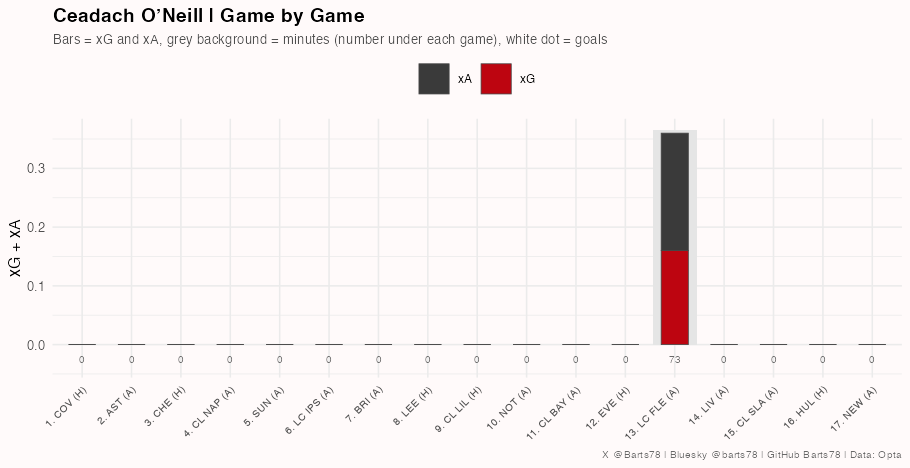 Ceadach O’Neill | Game by Game
Bars = xG and xA, grey background = minutes (number under each game), white dot = goals
xA xG
xG + xA
0.3
0.2
0.1
0.0
0 0 0 0 0 0 0 0 0 0 0 0 73 0 0 0 0
1. COV (H)
2. AST (A)
3. CHE (H)
4. CL NAP (A)
5. SUN (A)
6. LC IPS (A)
7. BRI (A)
8. LEE (H)
9. CL LIL (H)
10. NOT (A)
11. CL BAY (A)
12. EVE (H)
13. LC FLE (A)
14. LIV (A)
15. CL SLA (A)
16. HUL (H)
17. NEW (A)
X @Barts78 | Bluesky @barts78 | GitHub Barts78 | Data: Opta